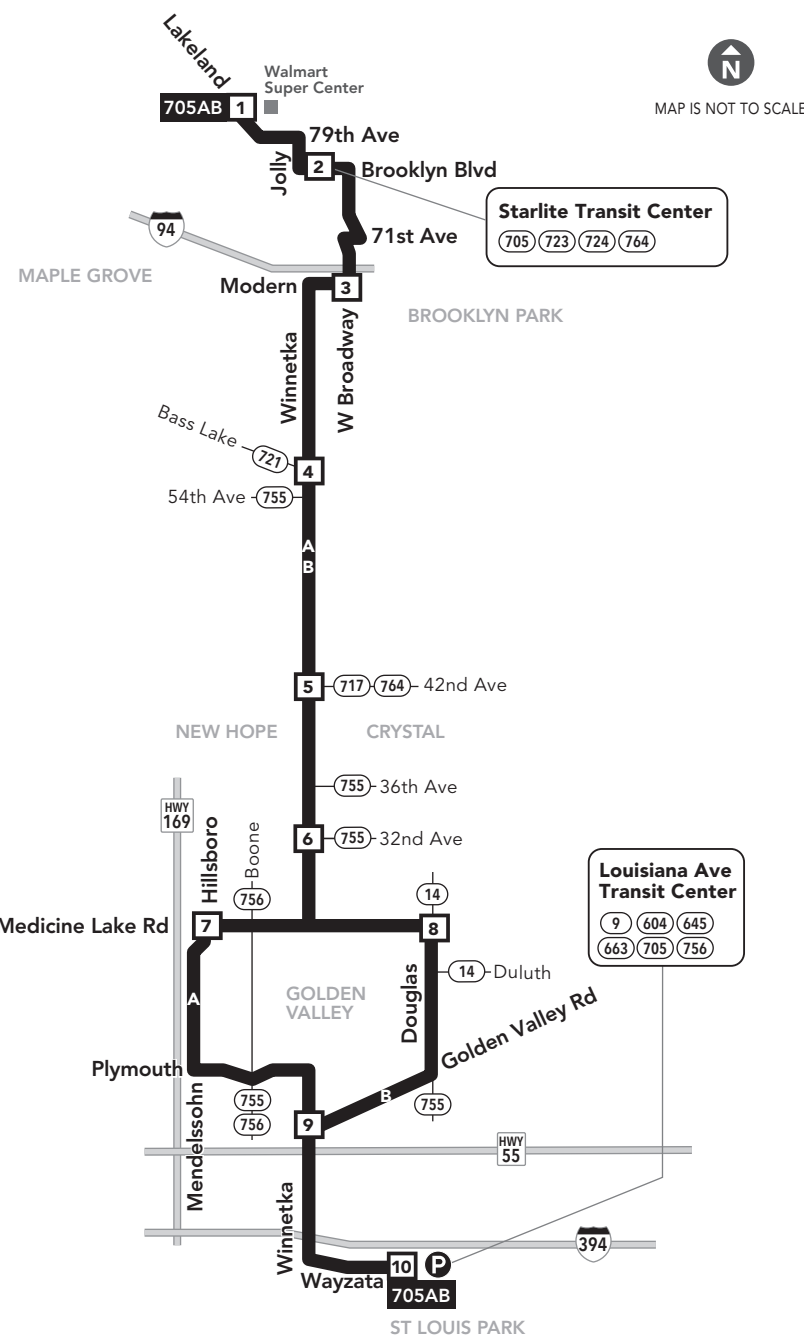 Lakeland
Walmart
Super Center
N
MAP IS NOT TO SCALE
705AB 1
79th Ave
Jolly
2
Brooklyn Blvd
Starlite Transit Center
705 723 724 764
94
71st Ave
MAPLE GROVE
Modern
3
BROOKLYN PARK
Winnetka
W Broadway
Bass Lake
721
4
54th Ave
755
A
B
5
717 764 42nd Ave
NEW HOPE
CRYSTAL
755 36th Ave
HWY
169
Hillsboro
Boone
6
755 32nd Ave
Louisiana Ave
Transit Center
9 604 645
663 705 756
756
14
Medicine Lake Rd
7
8
14 Duluth
A
GOLDEN
VALLEY
Douglas
Golden Valley Rd
Plymouth
Mendelssohn
755
756
B
755
9
HWY
55
Winnetka
394
Wayzata
10
P
705AB
ST LOUIS PARK